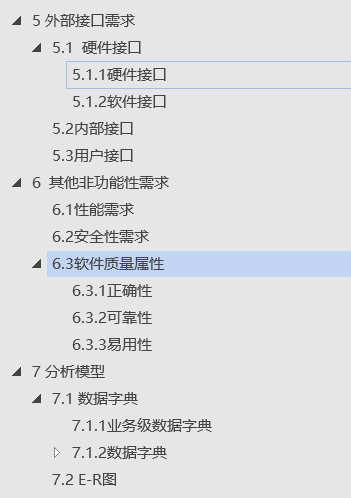 5 外部接口需求
5.1 硬件接口
5.1.1硬件接口
5.1.2软件接口
5.2内部接口
5.3用户接口
6 其他非功能性需求
6.1性能需求
6.2安全性需求
6.3软件质量属性
6.3.1正确性
6.3.2可靠性
6.3.3易用性
7 分析模型
7.1 数据字典
7.1.1业务级数据字典
7.1.2数据字典
7.2 E-R图